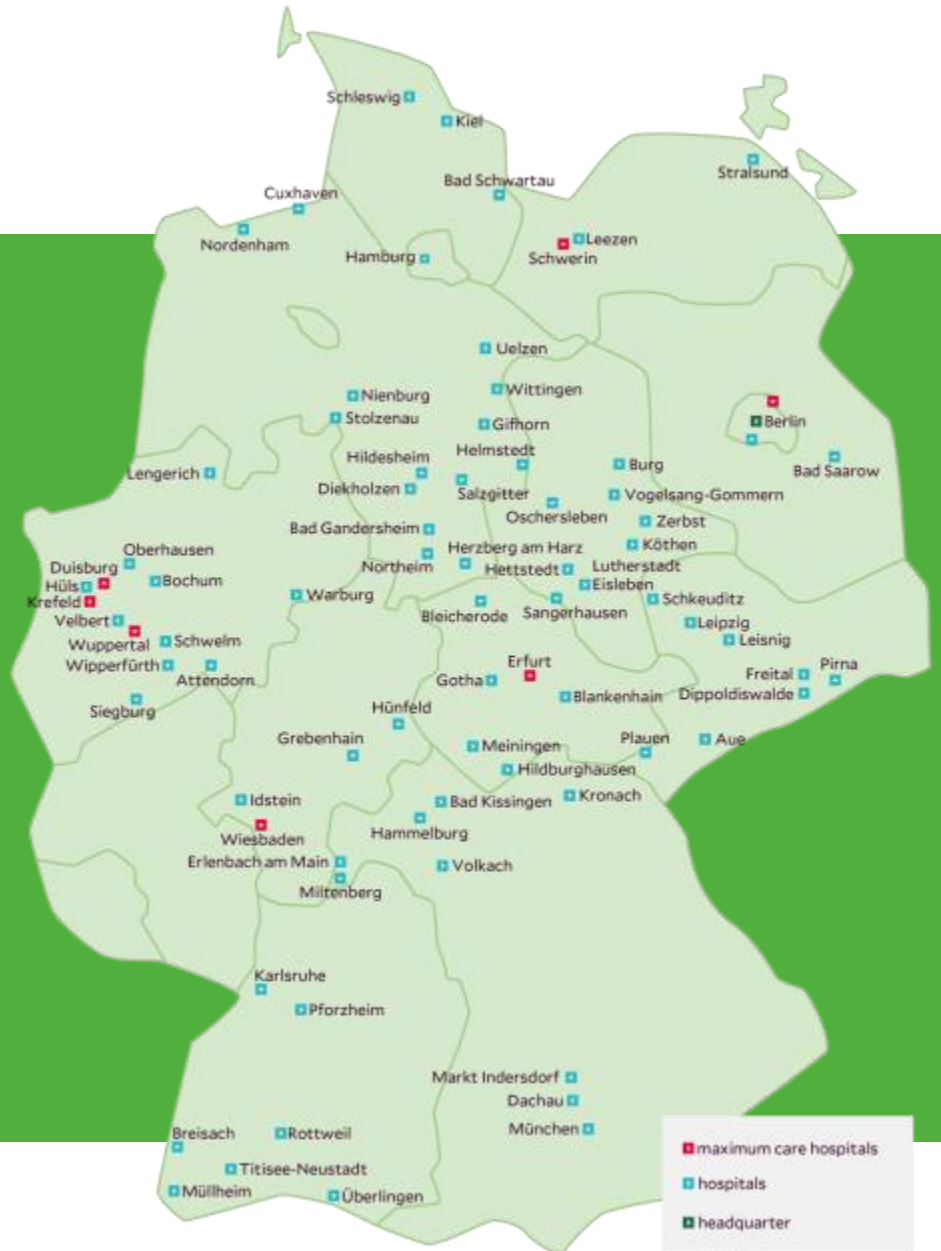 Schleswig
Kiel
Stralsund
Bad Schwartau
Cuxhaven
Nordenham
Leezen
Schwerin
Hamburg
Uelzen
Wittingen
Nienburg
Stolzenau
Gifhorn
Berlin
Helmstedt
Hildesheim
Burg
Bad Saarow
Lengerich
Diekholzen
Salzgitter
Vogelsang-Gommern
Oschersleben
Zerbst
Bad Gandersheim
Köthen
Oberhausen
Herzberg am Harz
Northeim
Lutherstadt
Eisleben
Hettstedt
Duisburg
Hüls
Bochum
Krefeld
Warburg
Schkeuditz
Bleicherode
Sangerhausen
Velbert
Leipzig
Wuppertal
Schwelm
Leisnig
Wipperfürth
Attendorn
Erfurt
Gotha
Freital
Pirna
Dippoldiswalde
Blankenhain
Siegburg
Hünfeld
Grebenhain
Meiningen
Plauen
Aue
Hildburghausen
Idstein
Bad Kissingen
Kronach
Hammelburg
Wiesbaden
Erlenbach am Main
Volkach
Miltenberg
Karlsruhe
Pforzheim
Markt Indersdorf
Dachau
München
Breisach
Rottweil
Titisee-Neustadt
Müllheim
Überlingen
maximum care hospitals
hospitals
headquarter